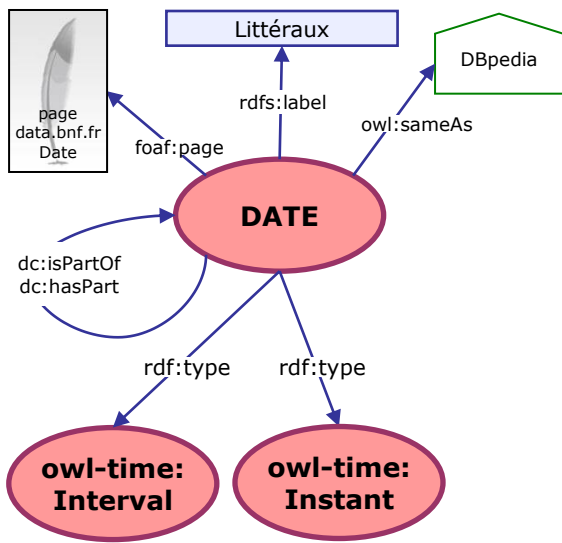 Littéraux
DBpedia
page
data.bnf.fr
Date
rdfs:label
owl:sameAs
foaf:page
DATE
dc:isPartOf
dc:hasPart
rdf:type
rdf:type
owl-time:
Interval
owl-time:
Instant